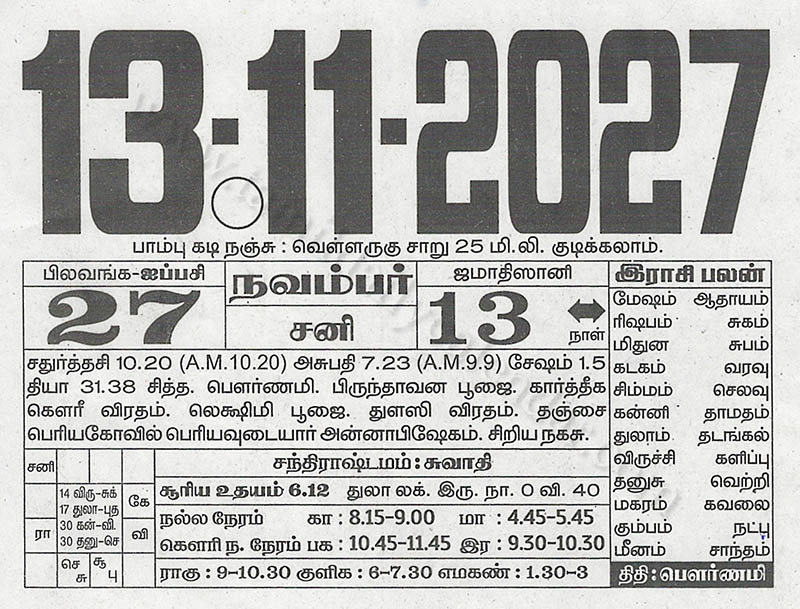 13.11.2027
பாம்பு கடி நஞ்சு : வெள்ளருகு சாறு 25 மி.லி. குடிக்கலாம்.
பிலவங்க-ஐப்பசி
27
நவம்பர்
சனி
ஜமாதிஸானி
13
நாள்
சதுர்த்தசி 10.20 (A.M.10.20) அசுபதி 7.23 (A.M.9.9) சேஷம் 1.5
தியா 31.38 சித்த. பௌர்ணமி. பிருந்தாவன பூஜை. கார்த்தீக
கௌரீ விரதம். லெக்ஷிமி பூஜை. துளஸி விரதம். தஞ்சை
பெரியகோவில் பெரியவுடையார் அன்னாபிஷேகம். சிறிய நகசு.
சனி
ரா
14 விரு-சுக்
17 துலா-புத
30 கன்-வி.
30 தனு-செ
கே
வி
செ சூ
சு பு
சந்திராஷ்டமம் : சுவாதி
சூரிய உதயம் 6.12 துலா லக். இரு. நா. 0 வி. 40
நல்ல நேரம் கா : 8.15-9.00 மா : 4.45-5.45
கௌரி ந. நேரம் பக : 10.45-11.45 இர : 9.30-10.30
ராகு : 9-10.30 குளிக : 6-7.30 எமகண் : 1.30-3
இராசி பலன்
மேஷம் ஆதாயம்
ரிஷபம் சுகம்
மிதுன சுபம்
கடகம் வரவு
சிம்மம் செலவு
கன்னி தாமதம்
துலாம் தடங்கல்
விருச்சி களிப்பு
தனுசு வெற்றி
மகரம் கவலை
கும்பம் நட்பு
மீனம் சாந்தம்
திதி : பௌர்ணமி